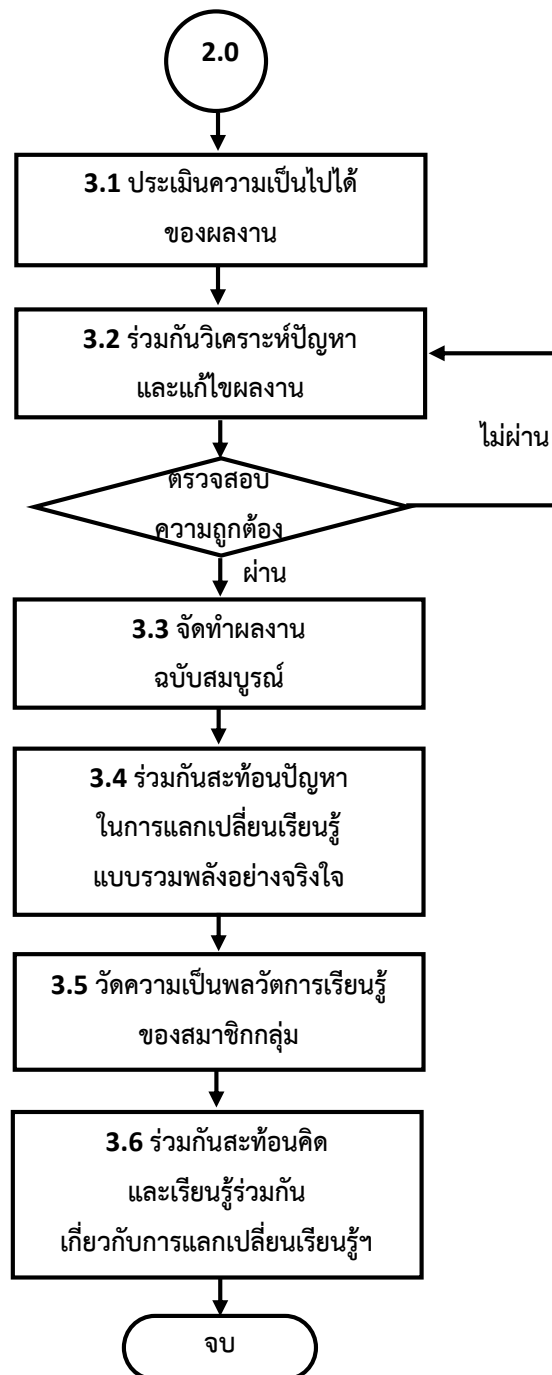 2.0
3.1 ประเมินความเป็นไปได้
ของผลงาน
3.2 ร่วมกันวิเคราะห์ปัญหา
และแก้ไขผลงาน
ไม่ผ่าน
ตรวจสอบ
ความถูกต้อง
ผ่าน
3.3 จัดทำผลงาน
ฉบับสมบูรณ์
3.4 ร่วมกันสะท้อนปัญหา
ในการแลกเปลี่ยนเรียนรู้
แบบรวมพลังอย่างจริงใจ
3.5 วัดความเป็นพลวัตการเรียนรู้
ของสมาชิกกลุ่ม
3.6 ร่วมกันสะท้อนคิด
และเรียนรู้ร่วมกัน
เกี่ยวกับการแลกเปลี่ยนเรียนรู้ฯ
จบ